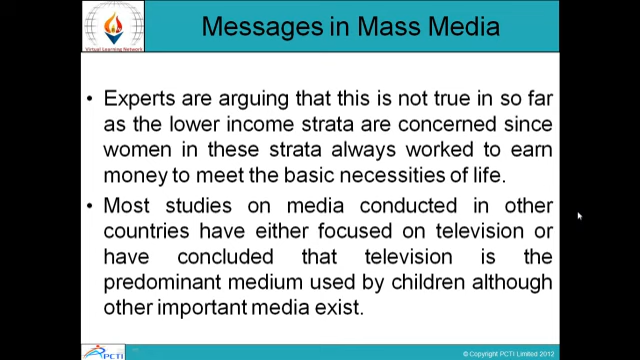 Messages in Mass Media
Virtual Learning Network
• Experts are arguing that this is not true in so far
as the lower income strata are concerned since
women in these strata always worked to earn
money to meet the basic necessities of life.
• Most studies on media conducted in other
countries have either focused on television or
have concluded that television is the
predominant medium used by children although
other important media exist.
PCTI
© Copyright PCTI Limited 2012